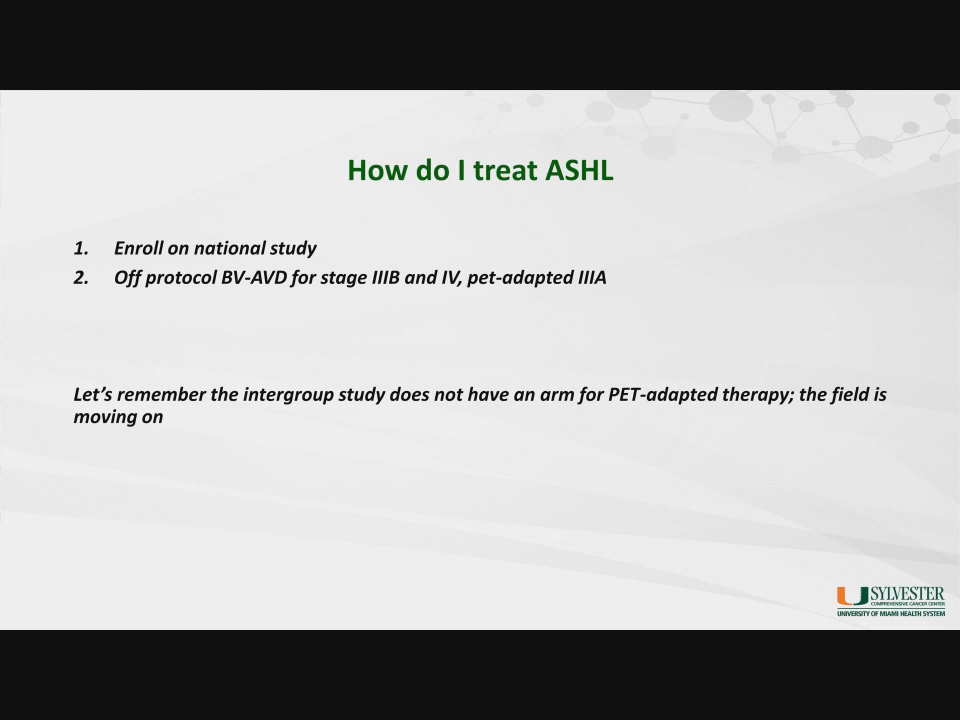 How do I treat ASHL
1. Enroll on national study
2. Off protocol BV-AVD for stage IIIB and IV, pet-adapted IIIA
Let’s remember the intergroup study does not have an arm for PET-adapted therapy; the field is
moving on
SYLVESTER
COMPREHENSIVE CANCER CENTER
UNIVERSITY OF MIAMI HEALTH SYSTEM